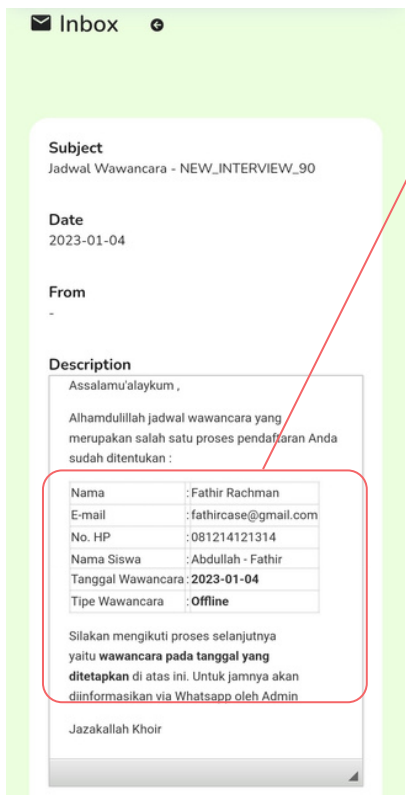 Inbox
Subject
Jadwal Wawancara - NEW_INTERVIEW_90
Date
2023-01-04
From
-
Description
Assalamu'alaykum ,
Alhamdulillah jadwal wawancara yang
merupakan salah satu proses pendaftaran Anda
sudah ditentukan :
Nama : Fathir Rachman
E-mail : fathircase@gmail.com
No. HP : 081214121314
Nama Siswa : Abdullah - Fathir
Tanggal Wawancara : 2023-01-04
Tipe Wawancara : Offline
Silakan mengikuti proses selanjutnya
yaitu wawancara pada tanggal yang
ditetapkan di atas ini. Untuk jamnya akan
diinformasikan via Whatsapp oleh Admin
Jazakallah Khoir